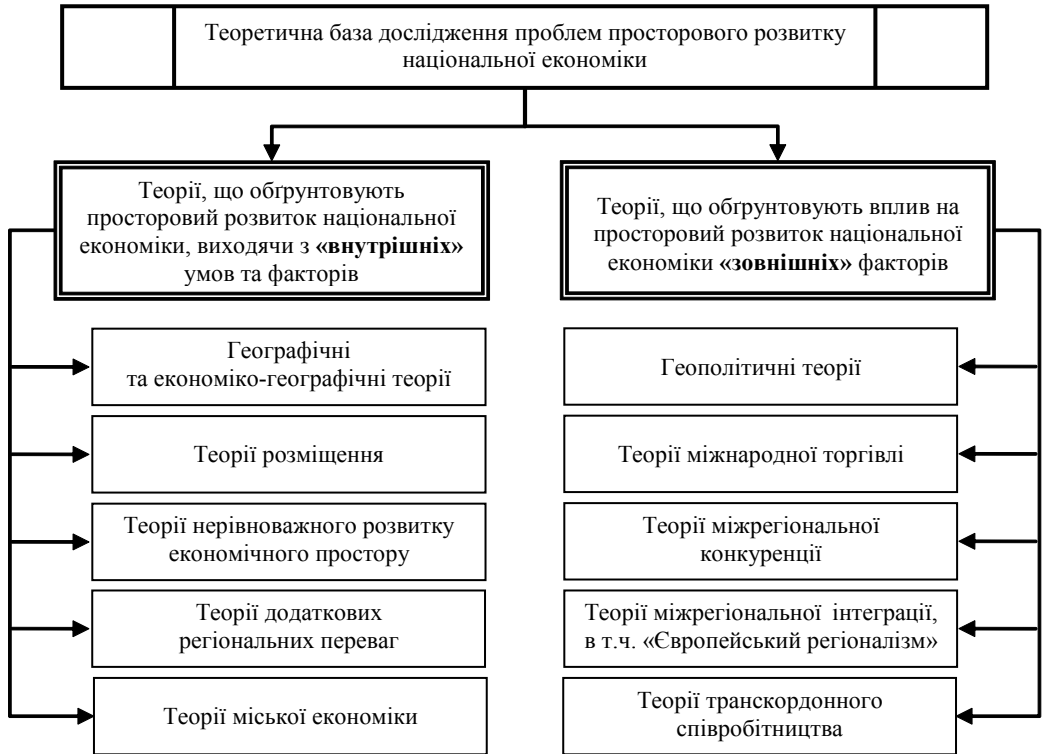 Теоретична база дослідження проблем просторового розвитку
національної економіки
Теорії, що обґрунтовують
просторовий розвиток національної
економіки, виходячи з «внутрішніх»
умов та факторів
Теорії, що обґрунтовують вплив на
просторовий розвиток національної
економіки «зовнішніх» факторів
Географічні
та економіко-географічні теорії
Теорії розміщення
Теорії нерівноважного розвитку
економічного простору
Теорії додаткових
регіональних переваг
Теорії міської економіки
Геополітичні теорії
Теорії міжнародної торгівлі
Теорії міжрегіональної
конкуренції
Теорії міжрегіональної інтеграції,
в т.ч. «Європейський регіоналізм»
Теорії транскордонного
співробітництва